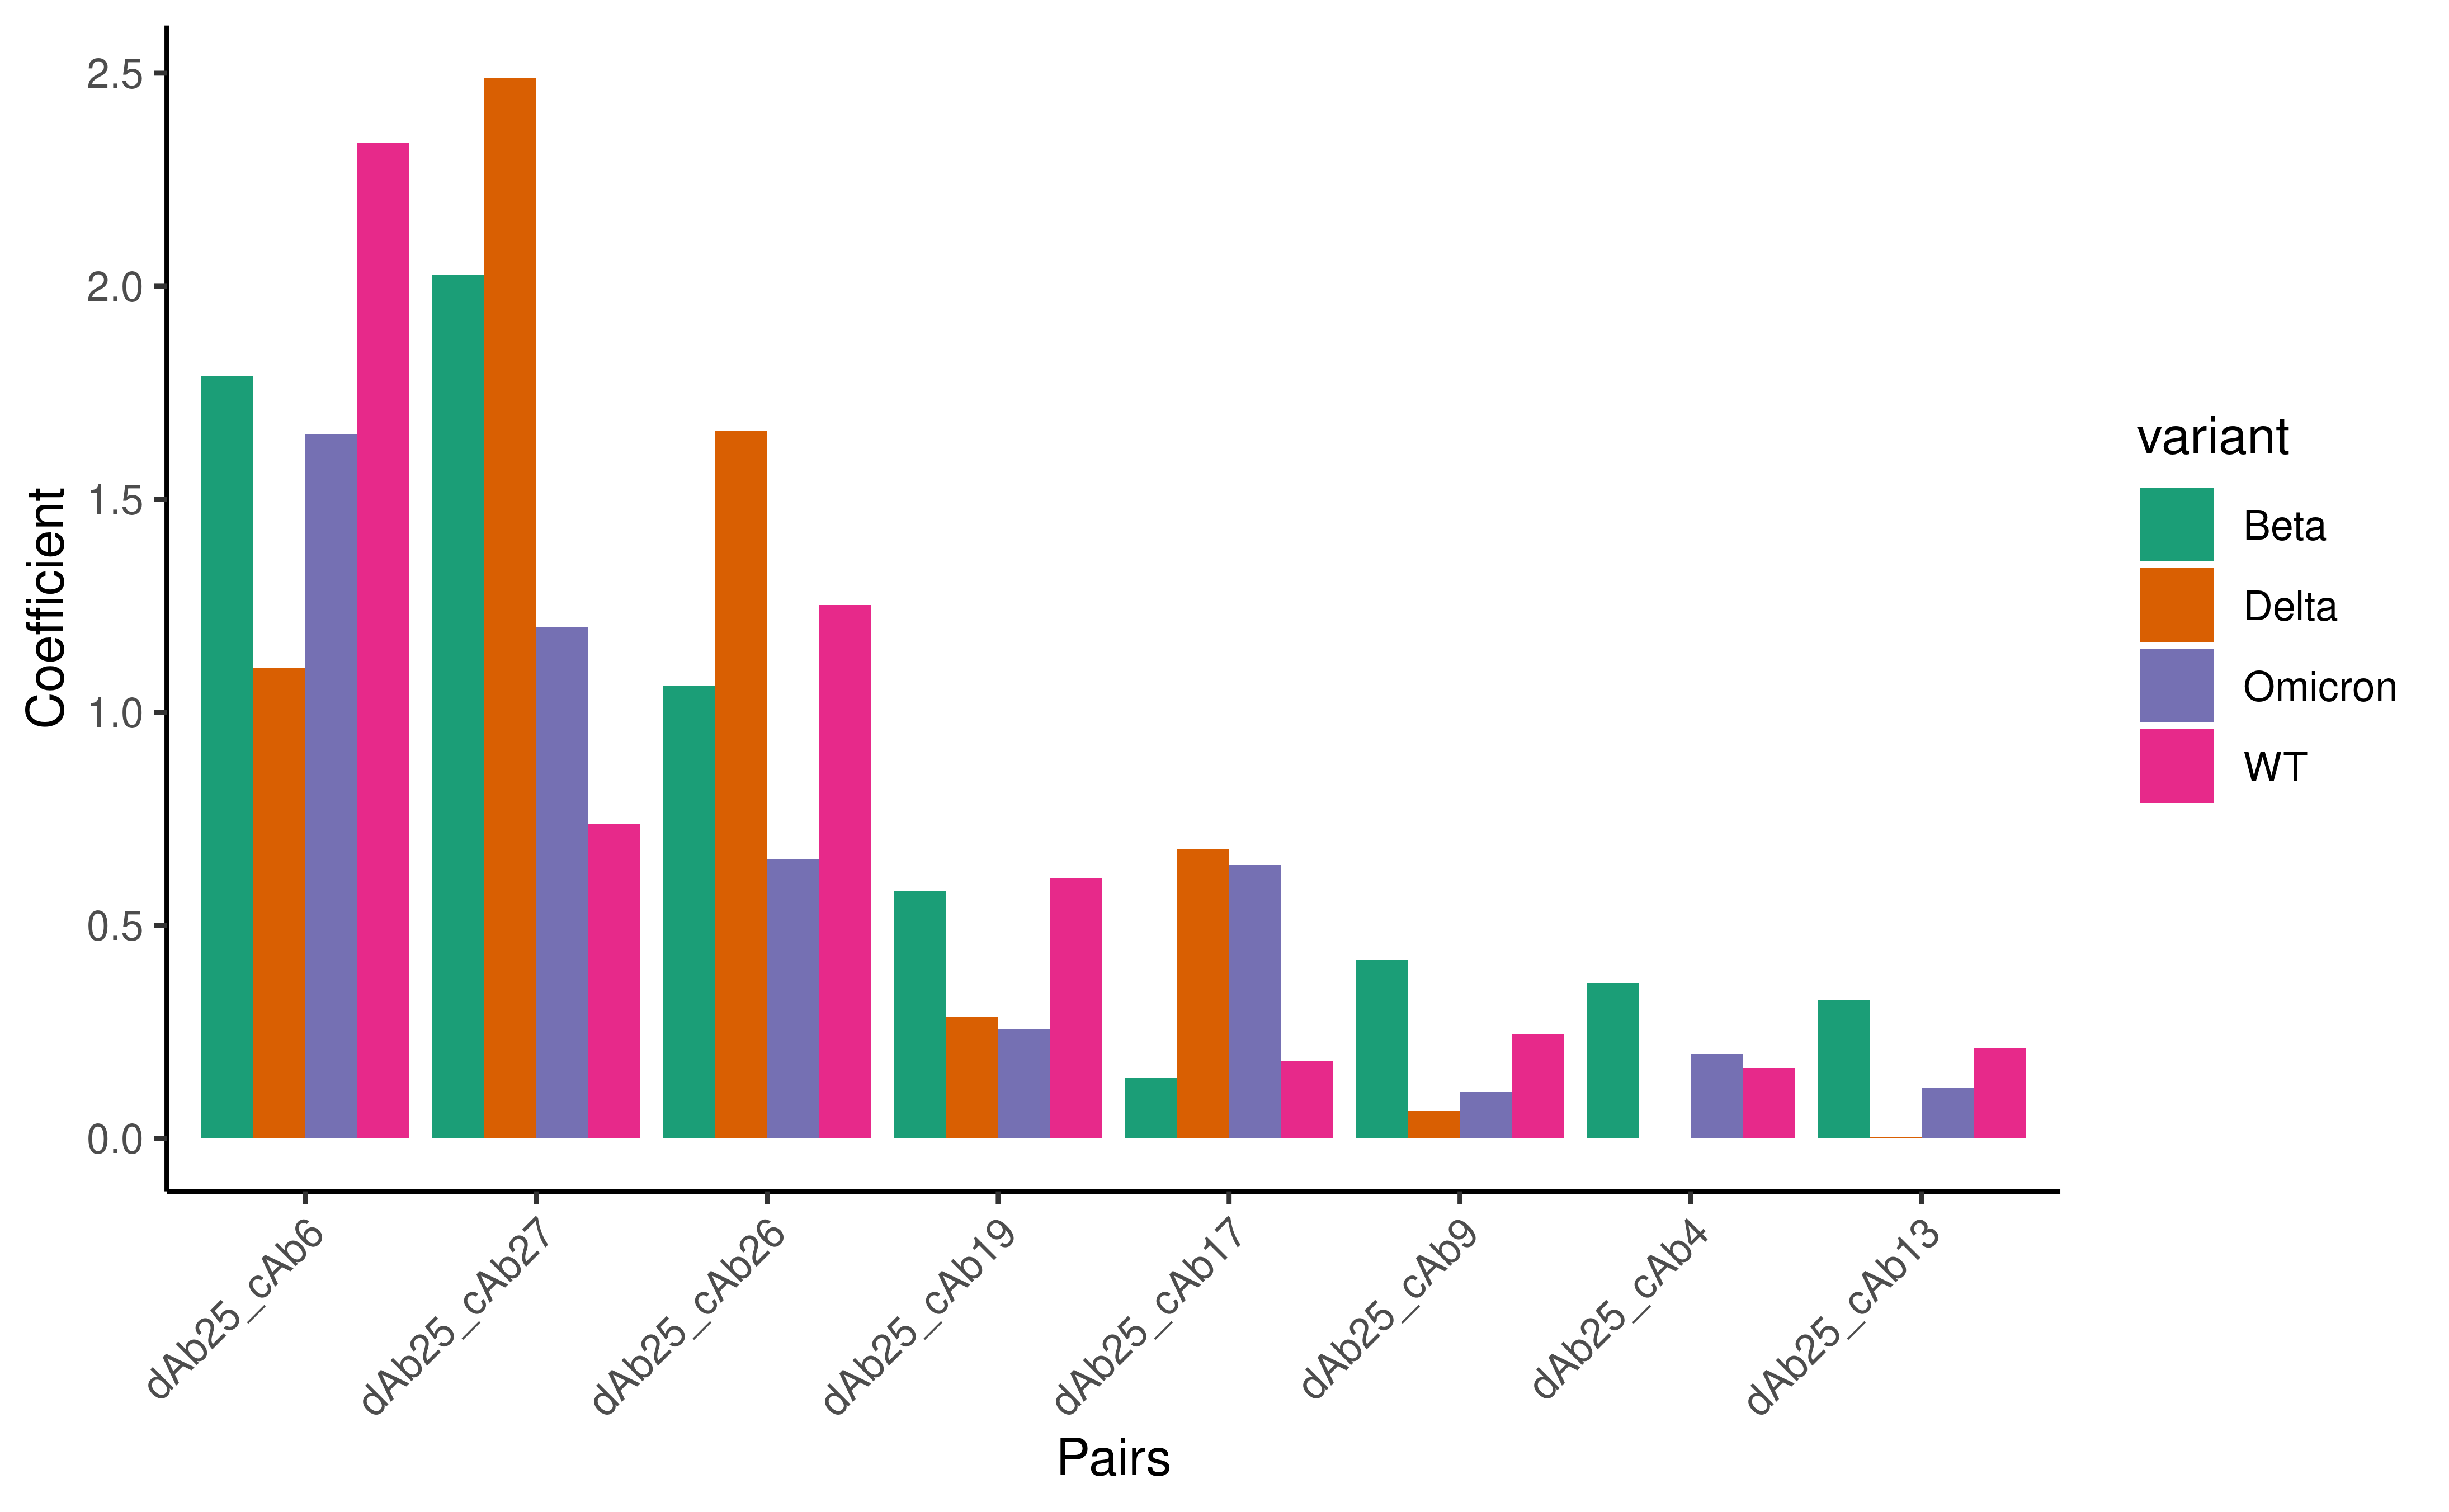 Coefficient
2.5
2.0
1.5
1.0
0.5
0.0
dAb25_cAb6
dAb25_cAb27
dAb25_cAb26
dAb25_cAb19
dAb25_cAb17
dAb25_cAb9
dAb25_cAb4
dAb25_cAb13
Pairs
variant
Beta
Delta
Omicron
WT